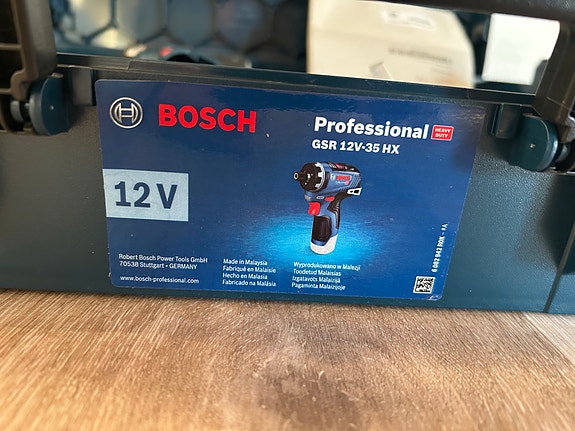 BOSCH
Professional HEAVY DUTY
GSR 12V-35 HX
12 V
Robert Bosch Power Tools GmbH
70538 Stuttgart • GERMANY
www.bosch-professional.com
Made in Malaysia
Fabriqué en Malaisie
Hecho en Malasia
Fabricado na Malásia
Wyprodukowano w Malezji
Toodetud Malaisias
Izgatavots Malaizijā
Pagaminta Malaizijoje
BOSCH